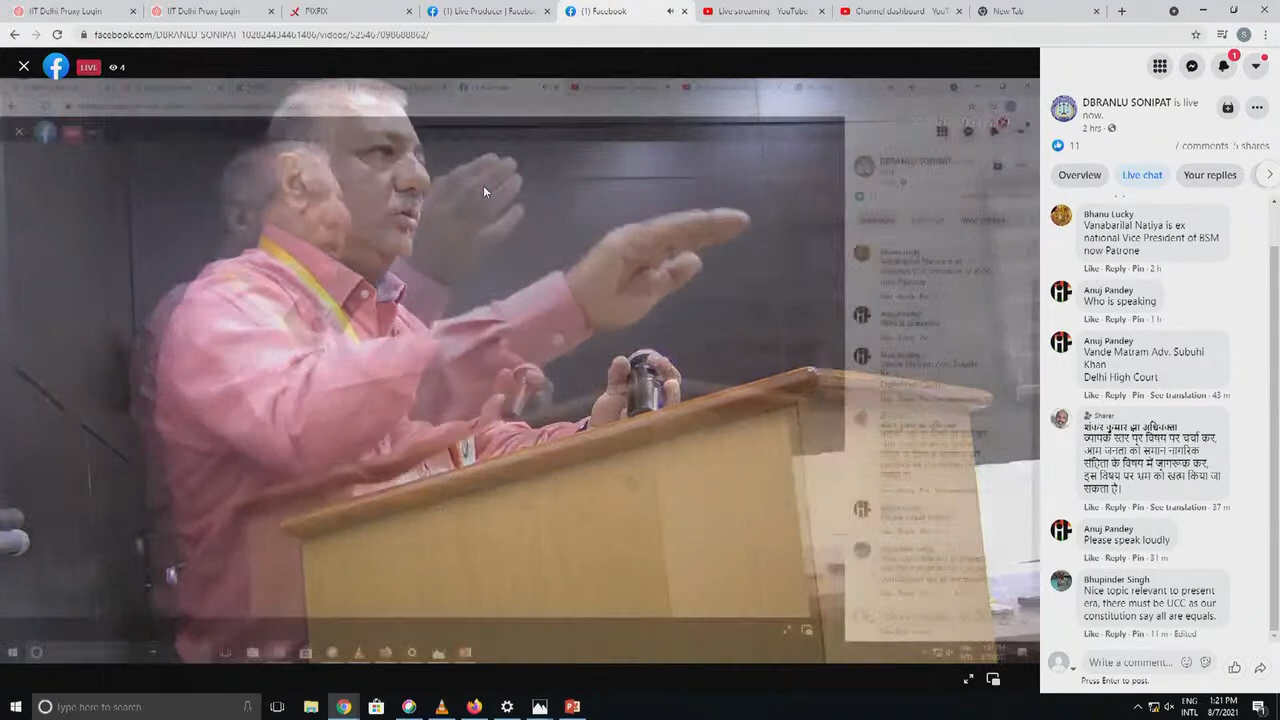 IIT Delhi Proxy Login
IIT Delhi Proxy Login
PIXFIX
(1) Live Producer | Faceboo
(1) Facebook
Live streaming - YouTube
Channel dashboard - YouT
New Tab
facebook.com/DBRANLU-SONIPAT-102824434461486/videos/525467098688862/
LIVE
4
1
DBRANLU SONIPAT is live
now.
2 hrs ·
11
7 comments 5 shares
Overview
Live chat
Your replies
Bhanu Lucky
Vanabarilal Natiya is ex
national Vice President of BSM
now Patrone
Like · Reply · Pin · 2 h
Anuj Pandey
Who is speaking
Like · Reply · Pin · 1 h
Anuj Pandey
Vande Matram Adv. Subuhi
Khan
Delhi High Court
Like · Reply · Pin · See translation · 43 m
Sharer
शंकर कुमार झा अधिवक्ता
व्यापक स्तर पर विषय पर चर्चा कर,
आम जनता को समान नागरिक
संहिता के विषय में जागरूक कर,
इस विषय पर भ्रम को खत्म किया जा
सकता है।
Like · Reply · Pin · See translation · 37 m
Anuj Pandey
Please speak loudly
Like · Reply · Pin · 31 m
Bhupinder Singh
Nice topic relevant to present
era, there must be UCC as our
constitution say all are equals.
Like · Reply · Pin · 11 m · Edited
Write a comment...
Press Enter to post.
Type here to search
ENG
INTL
1:21 PM
8/7/2021
1